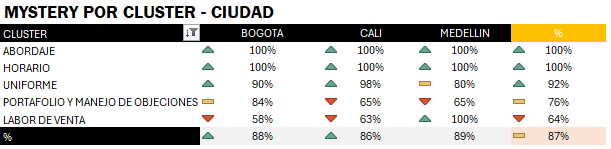 MYSTERY POR CLUSTER - CIUDAD
CLUSTER BOGOTA CALI MEDELLIN %
ABORDAJE 100% 100% 100% 100%
HORARIO 100% 100% 100% 100%
UNIFORME 90% 98% 80% 92%
PORTAFOLIO Y MANEJO DE OBJECIONES 84% 65% 65% 76%
LABOR DE VENTA 58% 63% 100% 64%
% 88% 86% 89% 87%